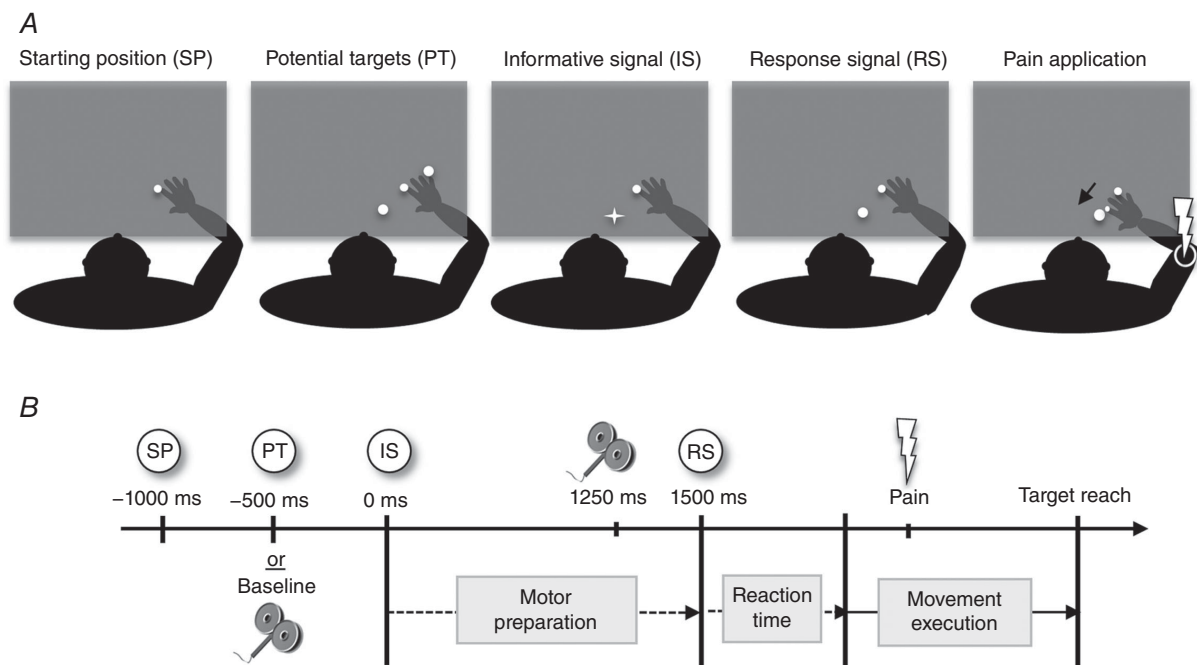 A
Starting position (SP)
Potential targets (PT)
Informative signal (IS)
Response signal (RS)
Pain application
B
SP
PT
IS
RS
−1000 ms
−500 ms
0 ms
1250 ms
1500 ms
Pain
Target reach
or
Baseline
Motor
preparation
Reaction
time
Movement
execution